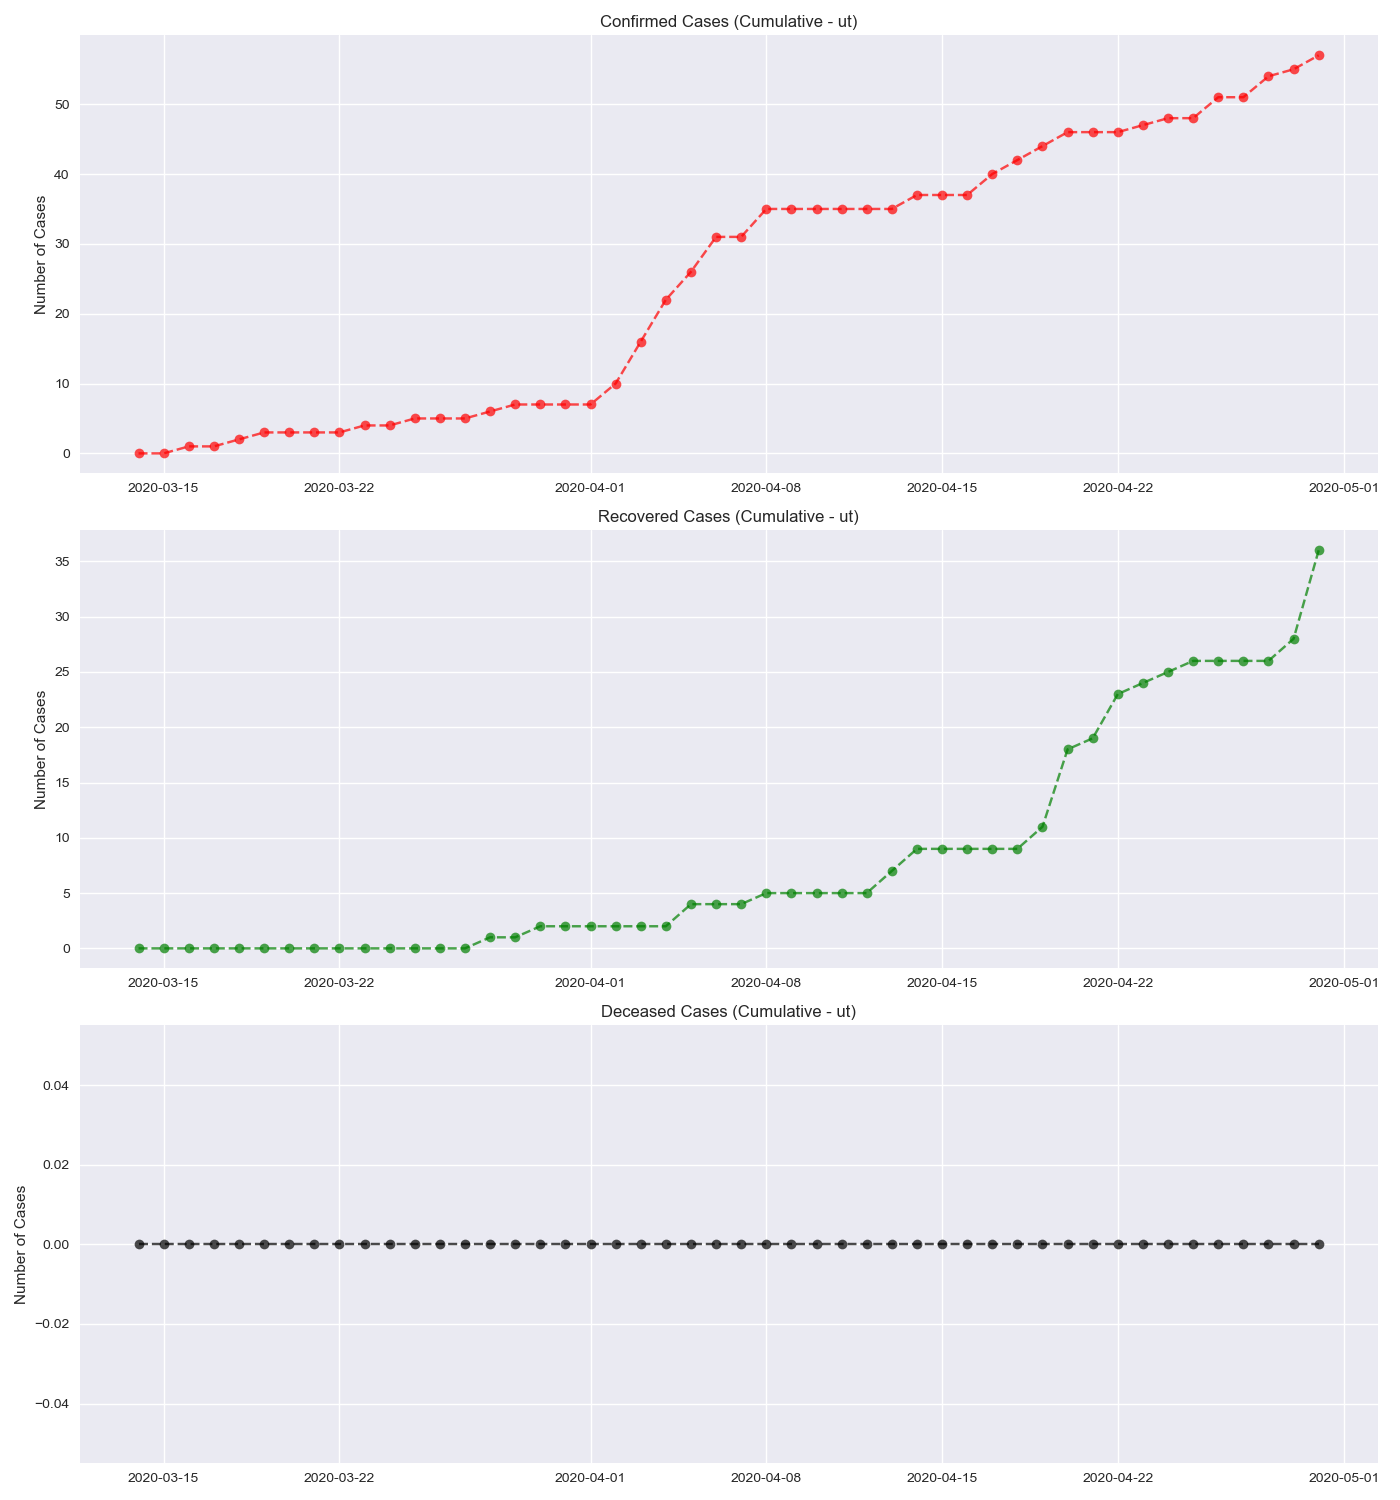 Confirmed Cases (Cumulative - ut)
Number of Cases
50
40
30
20
10
0
2020-03-15 2020-03-22 2020-04-01 2020-04-08 2020-04-15 2020-04-22 2020-05-01
Recovered Cases (Cumulative - ut)
Number of Cases
35
30
25
20
15
10
5
0
2020-03-15 2020-03-22 2020-04-01 2020-04-08 2020-04-15 2020-04-22 2020-05-01
Deceased Cases (Cumulative - ut)
Number of Cases
0.04
0.02
0.00
−0.02
−0.04
2020-03-15 2020-03-22 2020-04-01 2020-04-08 2020-04-15 2020-04-22 2020-05-01